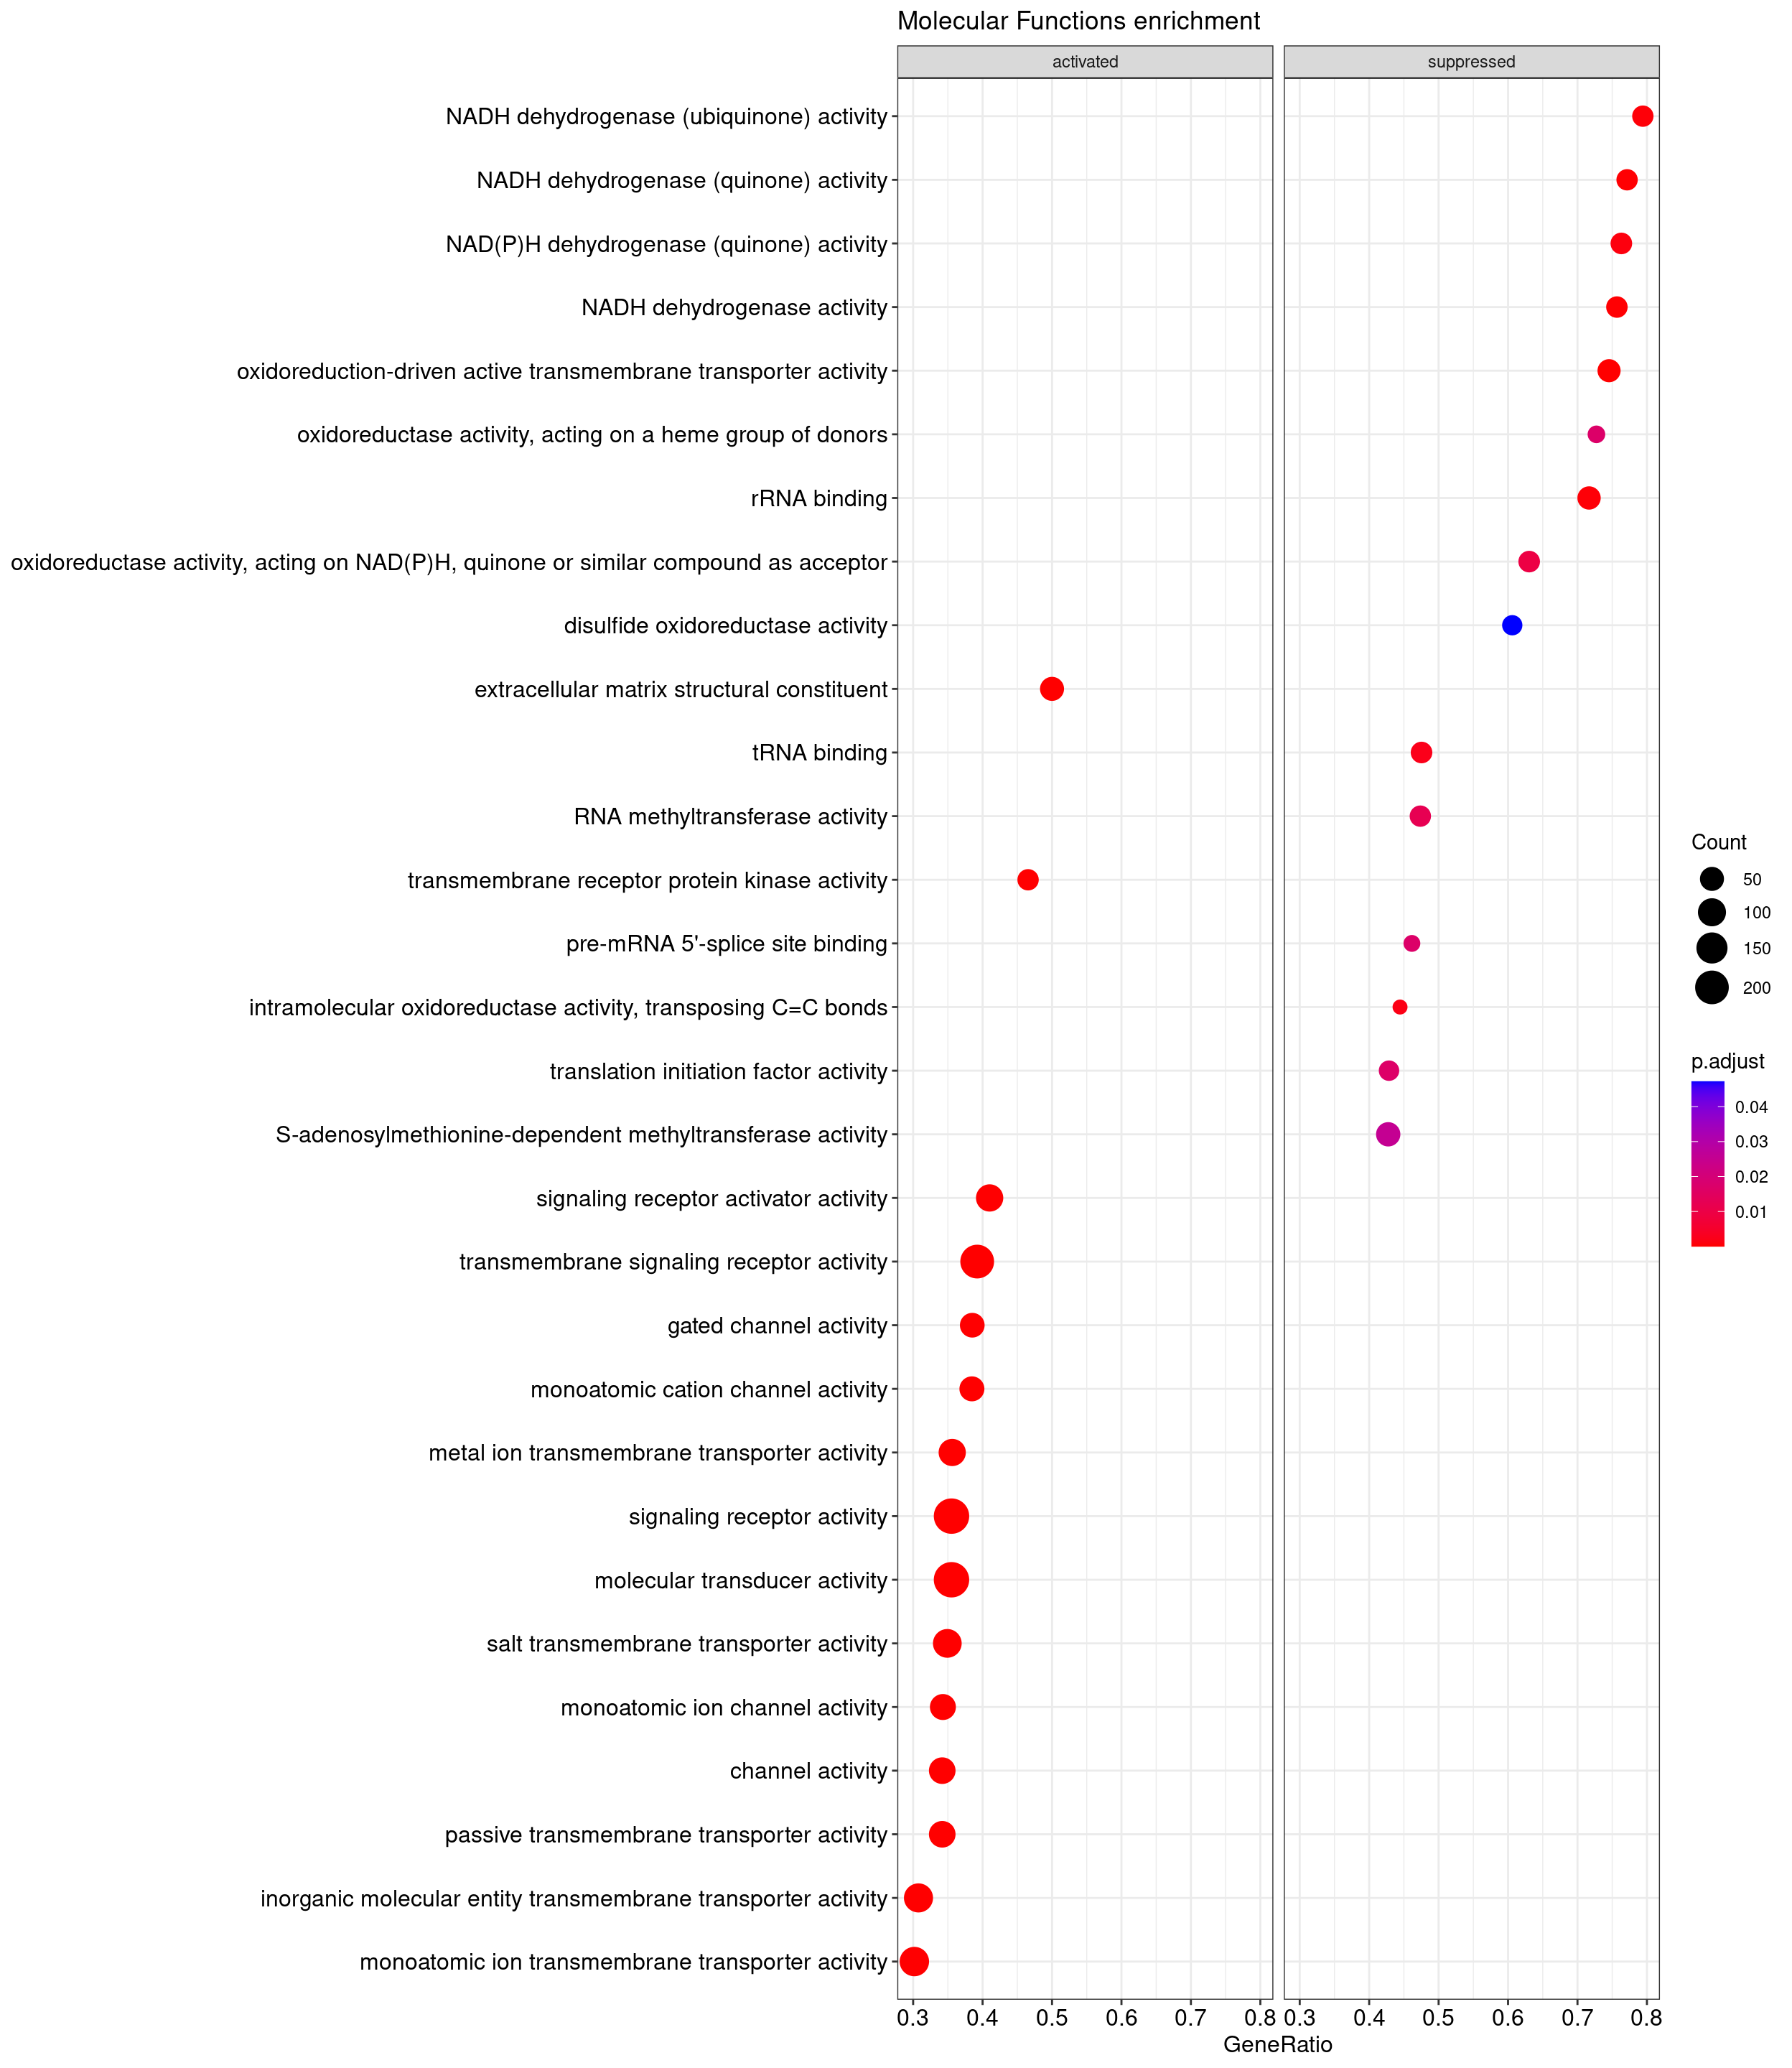 Molecular Functions enrichment
activated
suppressed
NADH dehydrogenase (ubiquinone) activity
NADH dehydrogenase (quinone) activity
NAD(P)H dehydrogenase (quinone) activity
NADH dehydrogenase activity
oxidoreduction-driven active transmembrane transporter activity
oxidoreductase activity, acting on a heme group of donors
rRNA binding
oxidoreductase activity, acting on NAD(P)H, quinone or similar compound as acceptor
disulfide oxidoreductase activity
extracellular matrix structural constituent
tRNA binding
RNA methyltransferase activity
transmembrane receptor protein kinase activity
pre-mRNA 5'-splice site binding
intramolecular oxidoreductase activity, transposing C=C bonds
translation initiation factor activity
S-adenosylmethionine-dependent methyltransferase activity
signaling receptor activator activity
transmembrane signaling receptor activity
gated channel activity
monoatomic cation channel activity
metal ion transmembrane transporter activity
signaling receptor activity
molecular transducer activity
salt transmembrane transporter activity
monoatomic ion channel activity
channel activity
passive transmembrane transporter activity
inorganic molecular entity transmembrane transporter activity
monoatomic ion transmembrane transporter activity
0.3 0.4 0.5 0.6 0.7 0.8
0.3 0.4 0.5 0.6 0.7 0.8
GeneRatio
Count
50
100
150
200
p.adjust
0.04
0.03
0.02
0.01